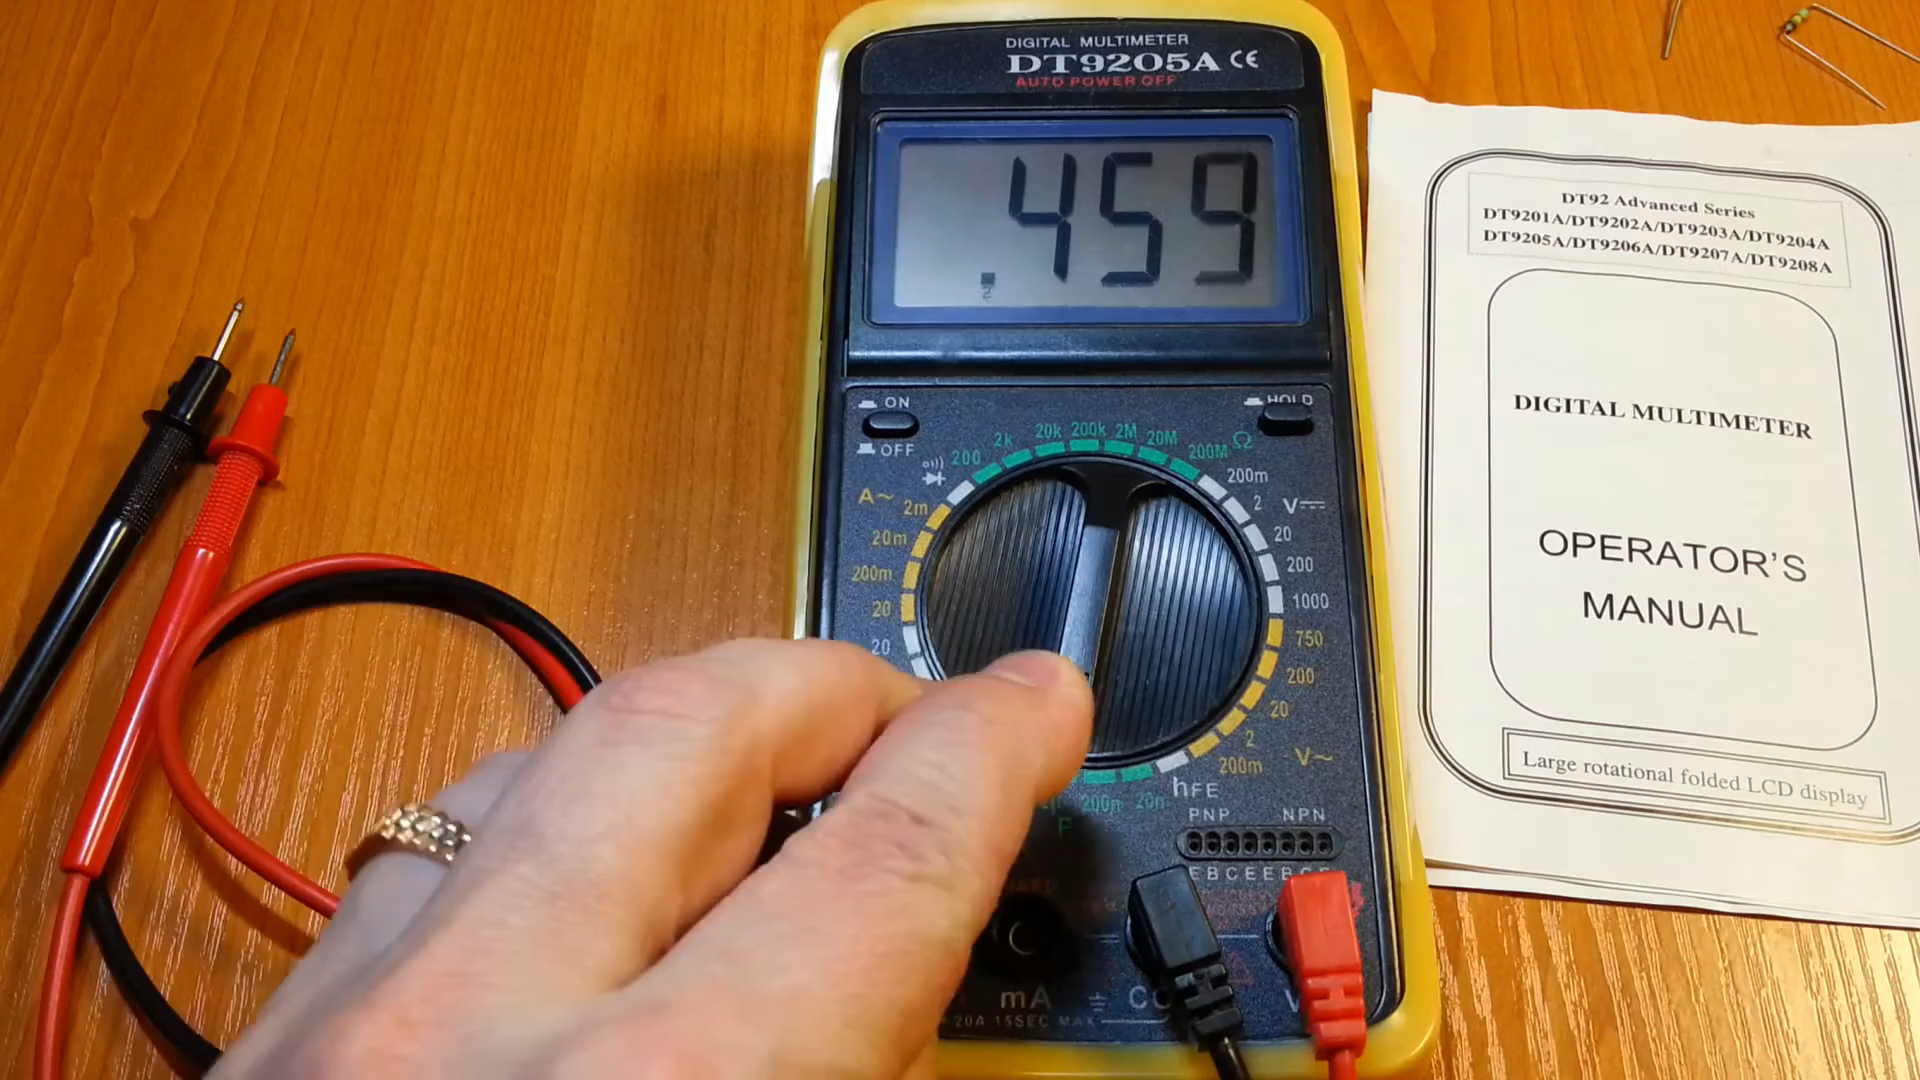 DIGITAL MULTIMETER
DT9205A CE
AUTO POWER OFF
.459
2
ON
OFF
HOLD
200 2k 20k 200k 2M 20M 200M Ω
A~ 2m
20m
200m
20
20
200m
2 V
20
200
1000
750
200
20
2
200m V~
hFE
200n 20n
F
PNP NPN
EBCEEBCE
mA
20A 15SEC MAX
DT92 Advanced Series
DT9201A/DT9202A/DT9203A/DT9204A
DT9205A/DT9206A/DT9207A/DT9208A
DIGITAL MULTIMETER
OPERATOR'S
MANUAL
Large rotational folded LCD display